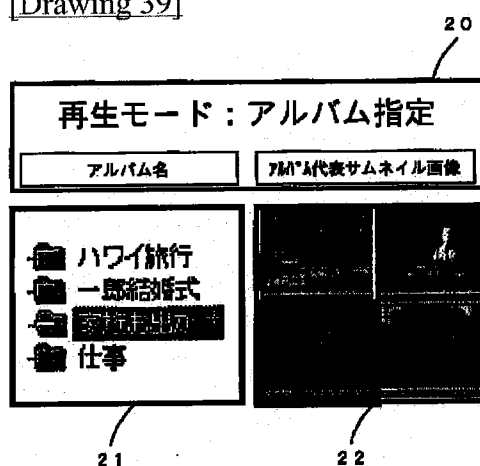 [Drawing 39]
20
再生モード：アルバム指定
アルバム名
ｱﾙﾊﾞﾑ代表サムネイル画像
ハワイ旅行
一郎結婚式
仕事
21
22